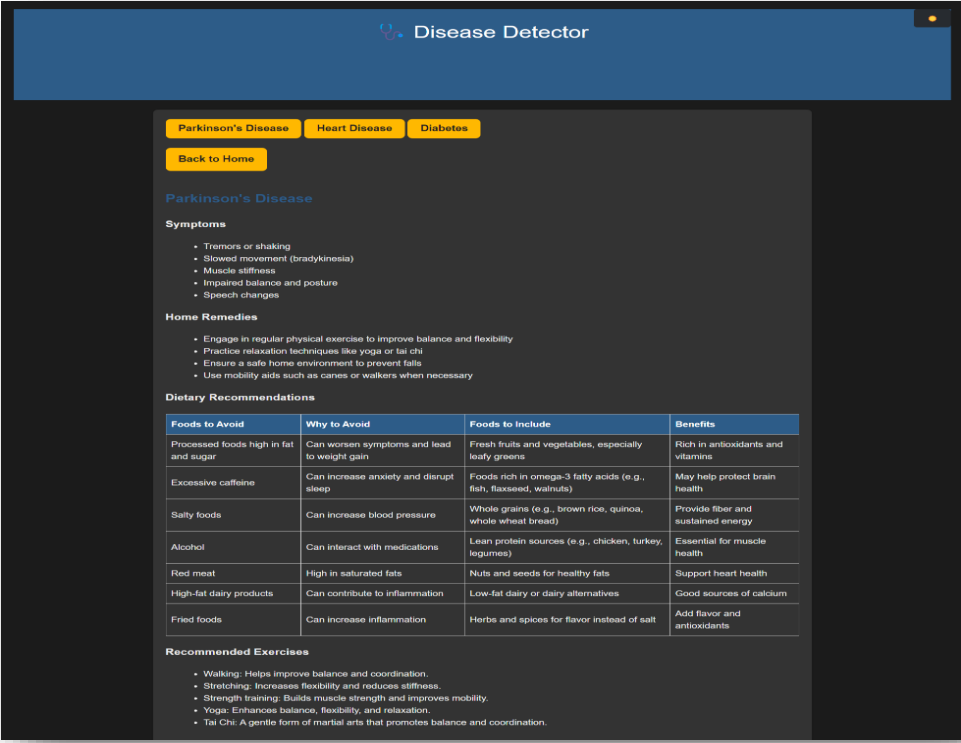 Disease Detector
Parkinson's Disease Heart Disease Diabetes
Back to Home
Parkinson's Disease
Symptoms
• Tremors or shaking
• Slowed movement (bradykinesia)
• Muscle stiffness
• Impaired balance and posture
• Speech changes
Home Remedies
• Engage in regular physical exercise to improve balance and flexibility
• Practice relaxation techniques like yoga or tai chi
• Ensure a safe home environment to prevent falls
• Use mobility aids such as canes or walkers when necessary
Dietary Recommendations
Foods to Avoid Why to Avoid Foods to Include Benefits
Processed foods high in fat
and sugar
Can worsen symptoms and lead
to weight gain
Fresh fruits and vegetables, especially
leafy greens
Rich in antioxidants and
vitamins
Excessive caffeine
Can increase anxiety and disrupt
sleep
Foods rich in omega-3 fatty acids (e.g.,
fish, flaxseed, walnuts)
May help protect brain
health
Salty foods
Can increase blood pressure
Whole grains (e.g., brown rice, quinoa,
whole wheat bread)
Provide fiber and
sustained energy
Alcohol
Can interact with medications
Lean protein sources (e.g., chicken, turkey,
legumes)
Essential for muscle
health
Red meat High in saturated fats Nuts and seeds for healthy fats Support heart health
High-fat dairy products Can contribute to inflammation Low-fat dairy or dairy alternatives Good sources of calcium
Fried foods
Can increase inflammation
Herbs and spices for flavor instead of salt
Add flavor and
antioxidants
Recommended Exercises
• Walking: Helps improve balance and coordination.
• Stretching: Increases flexibility and reduces stiffness.
• Strength training: Builds muscle strength and improves mobility.
• Yoga: Enhances balance, flexibility, and relaxation.
• Tai Chi: A gentle form of martial arts that promotes balance and coordination.